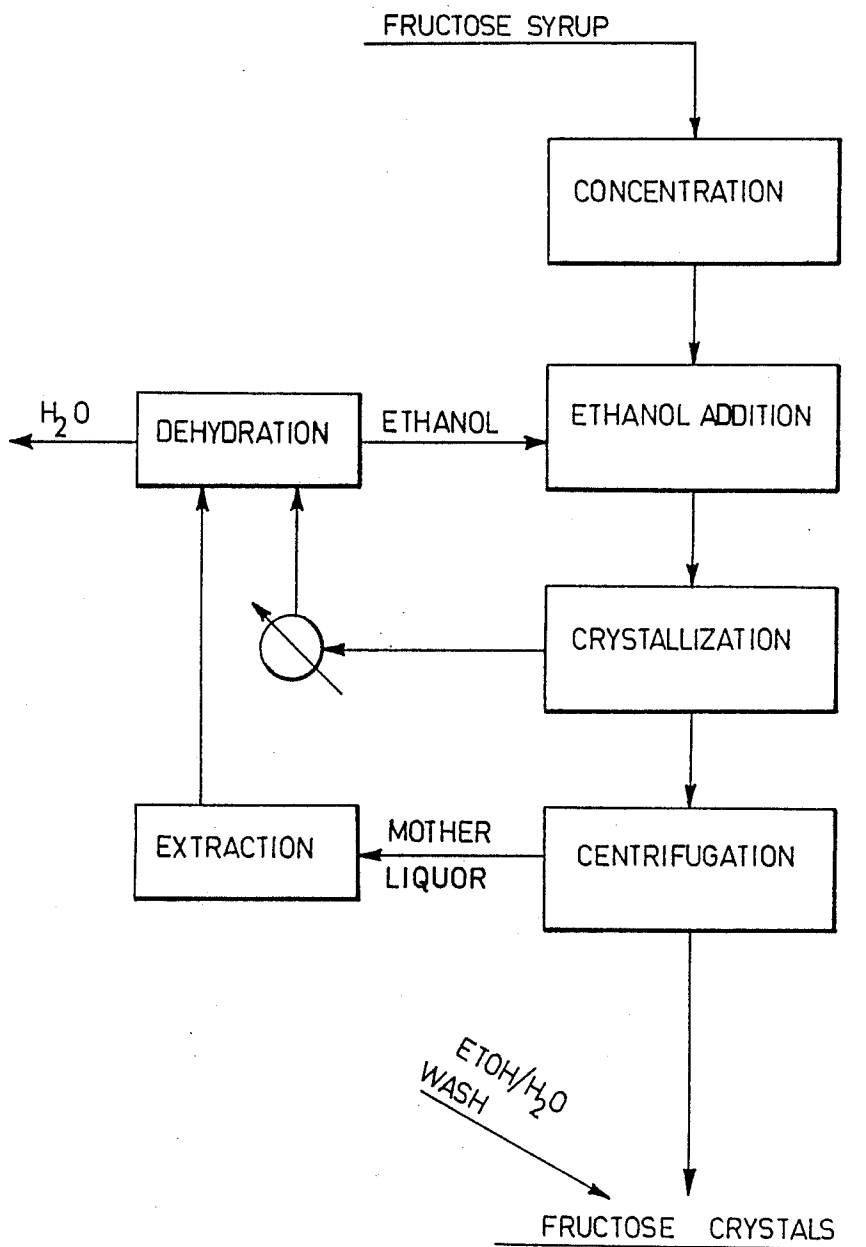 FRUCTOSE SYRUP
CONCENTRATION
H₂O
DEHYDRATION
ETHANOL
ETHANOL ADDITION
CRYSTALLIZATION
EXTRACTION
MOTHER
LIQUOR
CENTRIFUGATION
ETOH/H₂O
WASH
FRUCTOSE CRYSTALS